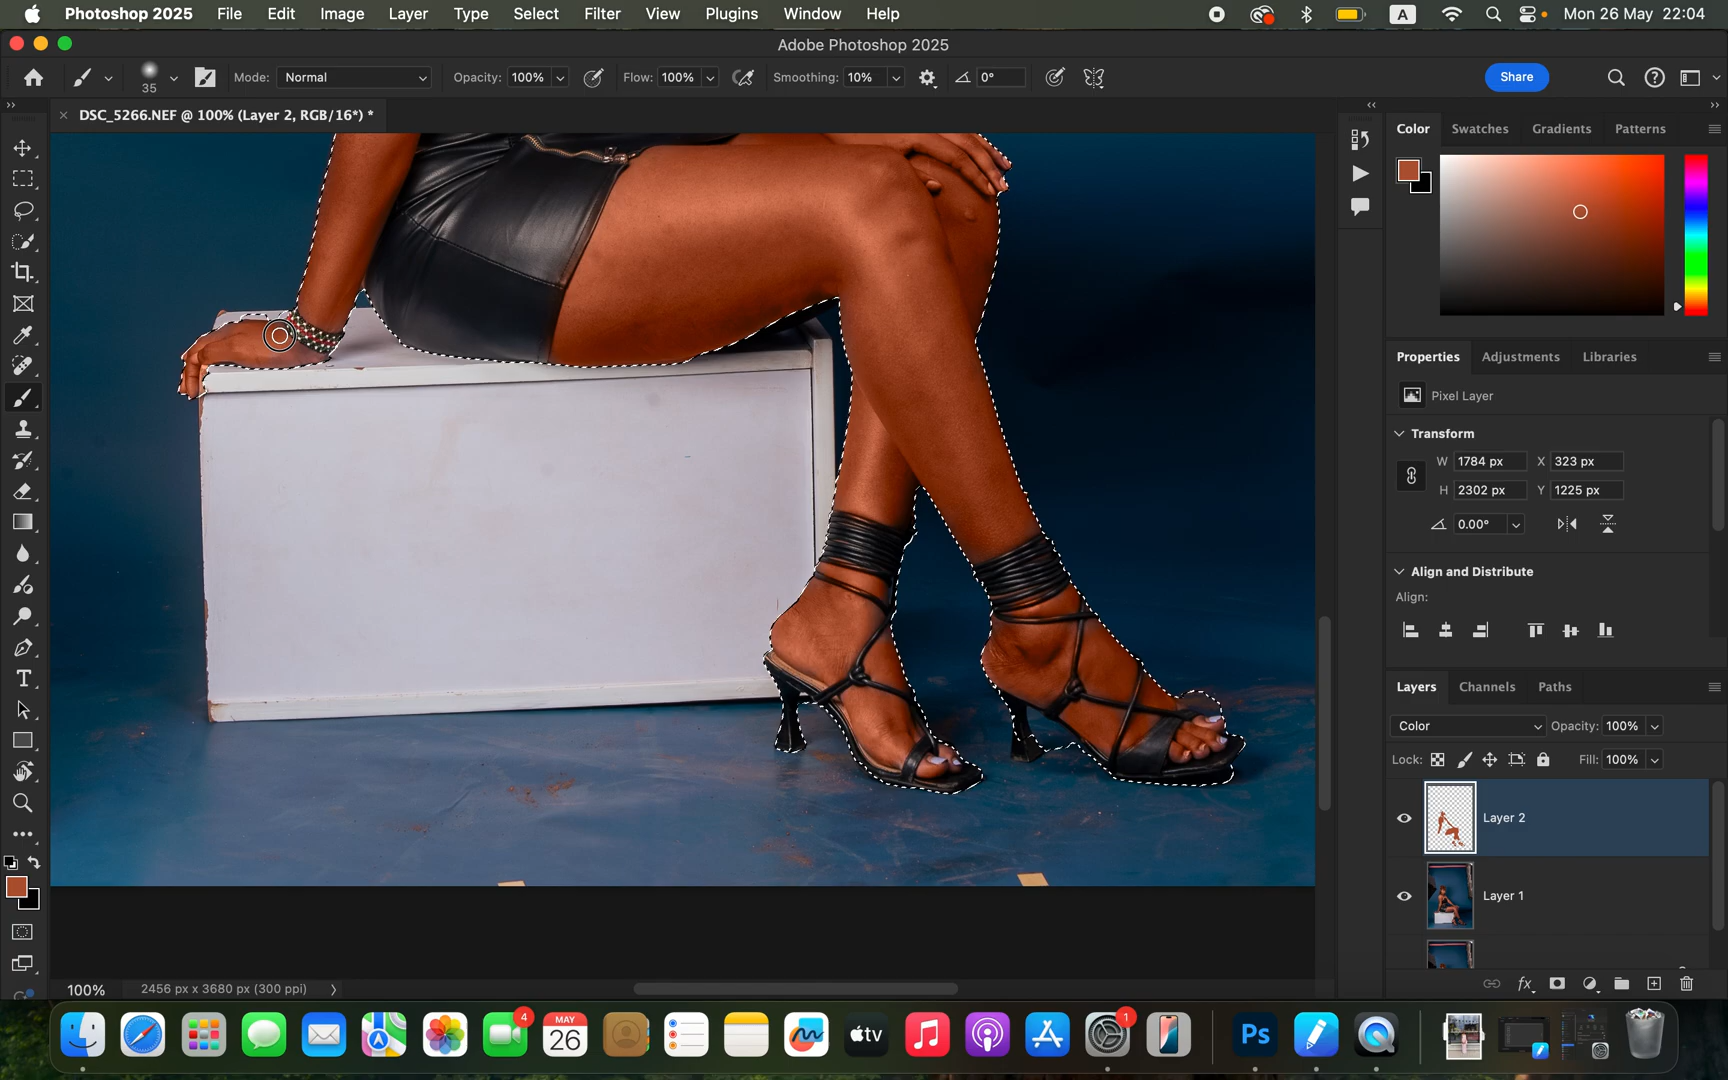 Photoshop 2025 File Edit Image Layer Type Select Filter View Plugins Window Help A Mon 26 May 22:04
Adobe Photoshop 2025
35 Mode: Normal Opacity: 100% Flow: 100% Smoothing: 10% 0° Share
DSC_5266.NEF @ 100% (Layer 2, RGB/16*) *
Color Swatches Gradients Patterns
Properties Adjustments Libraries
Pixel Layer
Transform
W 1784 px X 323 px
H 2302 px Y 1225 px
0.00°
Align and Distribute
Align:
Layers Channels Paths
Color Opacity: 100%
Lock: Fill: 100%
Layer 2
Layer 1
fx
100% 2456 px x 3680 px (300 ppi)
4 MAY 26 tv 1 Ps